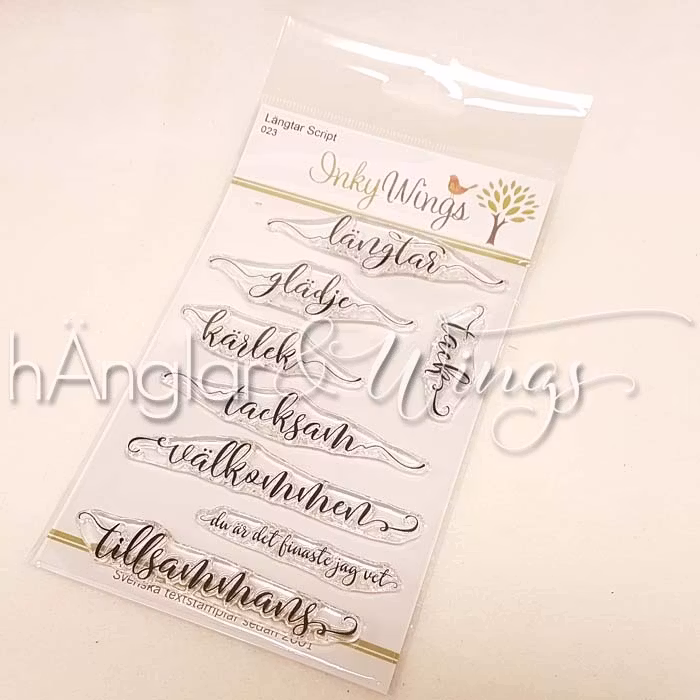 Längtar Script
023
InkyWings
längtar
glädje
tack
kärlek
hÄnglar & Wings
tacksam
välkommen
du är det finaste jag vet
tillsammans
Svenska textstämplar sedan 2001